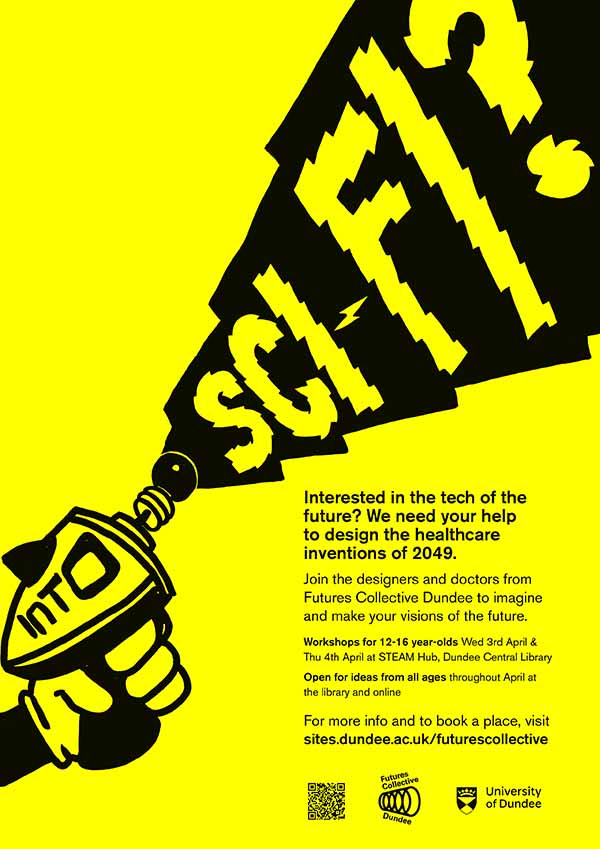 INTO
SCI-FI?
Interested in the tech of the
future? We need your help
to design the healthcare
inventions of 2049.
Join the designers and doctors from
Futures Collective Dundee to imagine
and make your visions of the future.
Workshops for 12-16 year-olds Wed 3rd April &
Thu 4th April at STEAM Hub, Dundee Central Library
Open for ideas from all ages throughout April at
the library and online
For more info and to book a place, visit
sites.dundee.ac.uk/futurescollective
Futures
Collective
Dundee
University
of Dundee